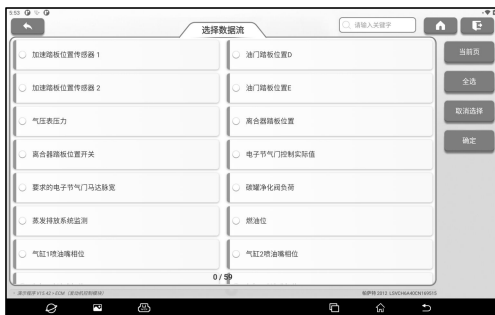 5:53
选择数据流
请输入关键字
加速踏板位置传感器 1
油门踏板位置D
当前页
加速踏板位置传感器 2
油门踏板位置E
全选
气压表压力
离合器踏板位置
取消选择
离合器踏板位置开关
电子节气门控制实际值
确定
要求的电子节气门马达脉宽
碳罐净化阀负荷
蒸发排放系统监测
燃油位
气缸1喷油嘴相位
气缸2喷油嘴相位
0 / 59
帕萨特 2012 LSVCH6A40CN169515